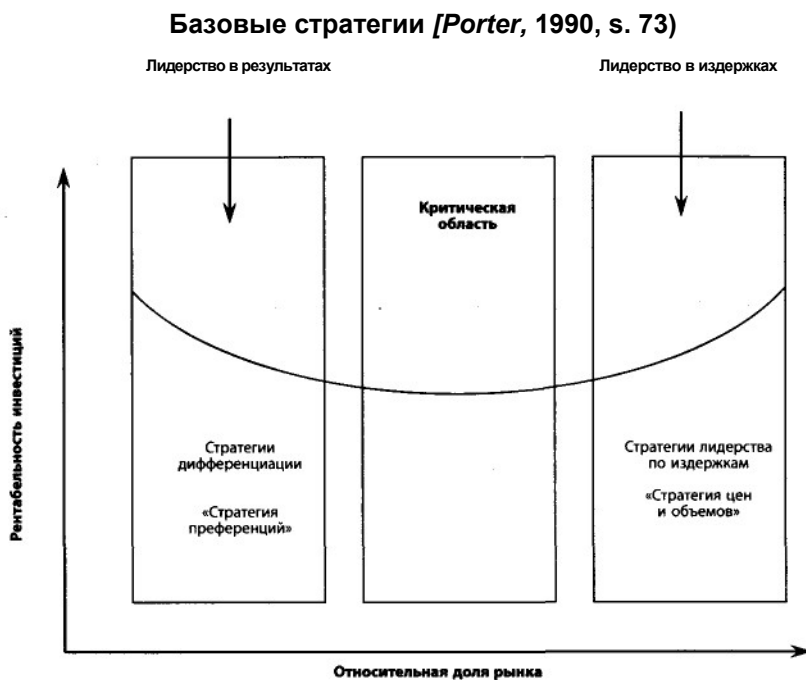 Базовые стратегии [Porter, 1990, s. 73)
Лидерство в результатах
Лидерство в издержках
Критическая
область
Рентабельность инвестиций
Стратегии
дифференциации
«Стратегия
преференций»
Стратегии лидерства
по издержкам
«Стратегия цен
и объемов»
Относительная доля рынка